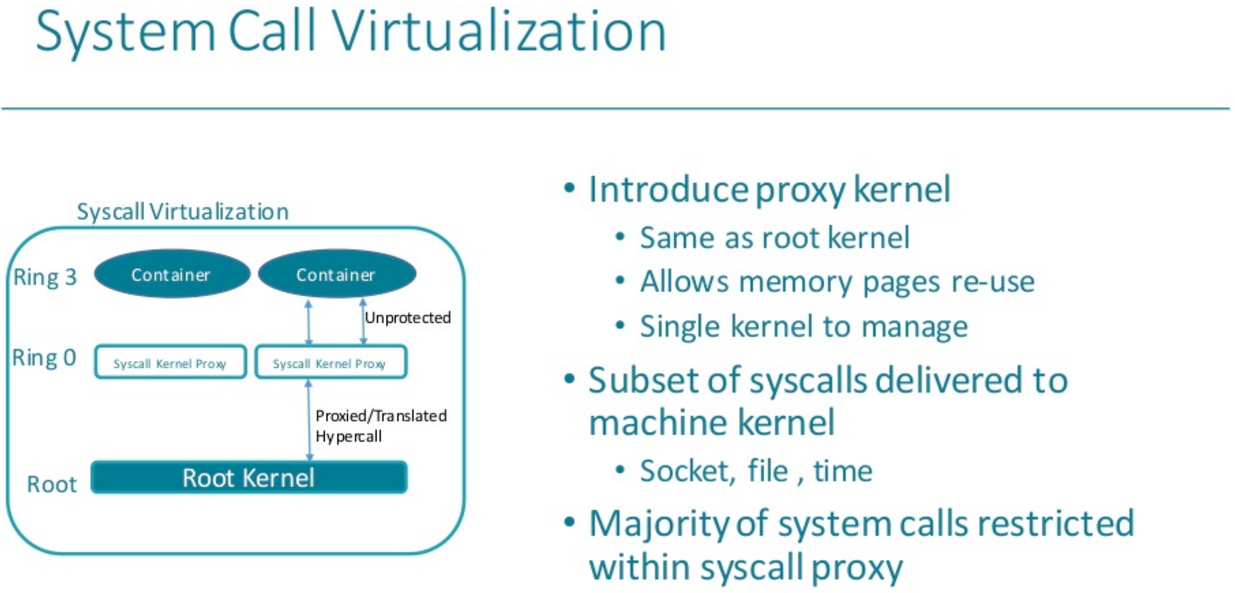 System Call Virtualization
Syscall Virtualization
Ring 3
Container
Container
Unprotected
Ring 0
Syscall Kernel Proxy
Syscall Kernel Proxy
Proxied/Translated
Hypercall
Root
Root Kernel
• Introduce proxy kernel
• Same as root kernel
• Allows memory pages re-use
• Single kernel to manage
• Subset of syscalls delivered to
machine kernel
• Socket, file , time
• Majority of system calls restricted
within syscall proxy